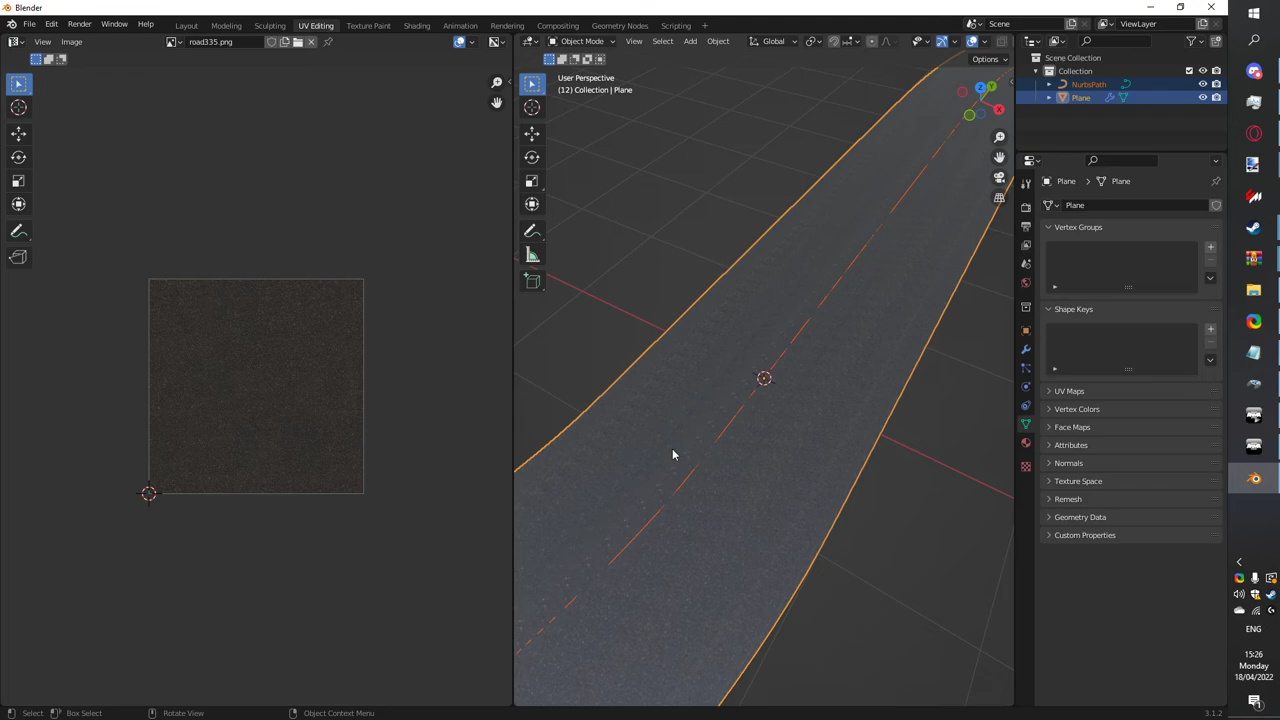 Blender
File Edit Render Window Help
Layout Modeling Sculpting UV Editing Texture Paint Shading Animation Rendering Compositing Geometry Nodes Scripting +
Scene
ViewLayer
View Image
road335.png
Object Mode View Select Add Object
Global
Options
User Perspective
(12) Collection | Plane
Z
Y
X
Scene Collection
Collection
NurbsPath
Plane
Plane > Plane
Plane
Vertex Groups
Shape Keys
UV Maps
Vertex Colors
Face Maps
Attributes
Normals
Texture Space
Remesh
Geometry Data
Custom Properties
ENG
15:26
Monday
18/04/2022
Select Box Select Rotate View Object Context Menu
3.1.2